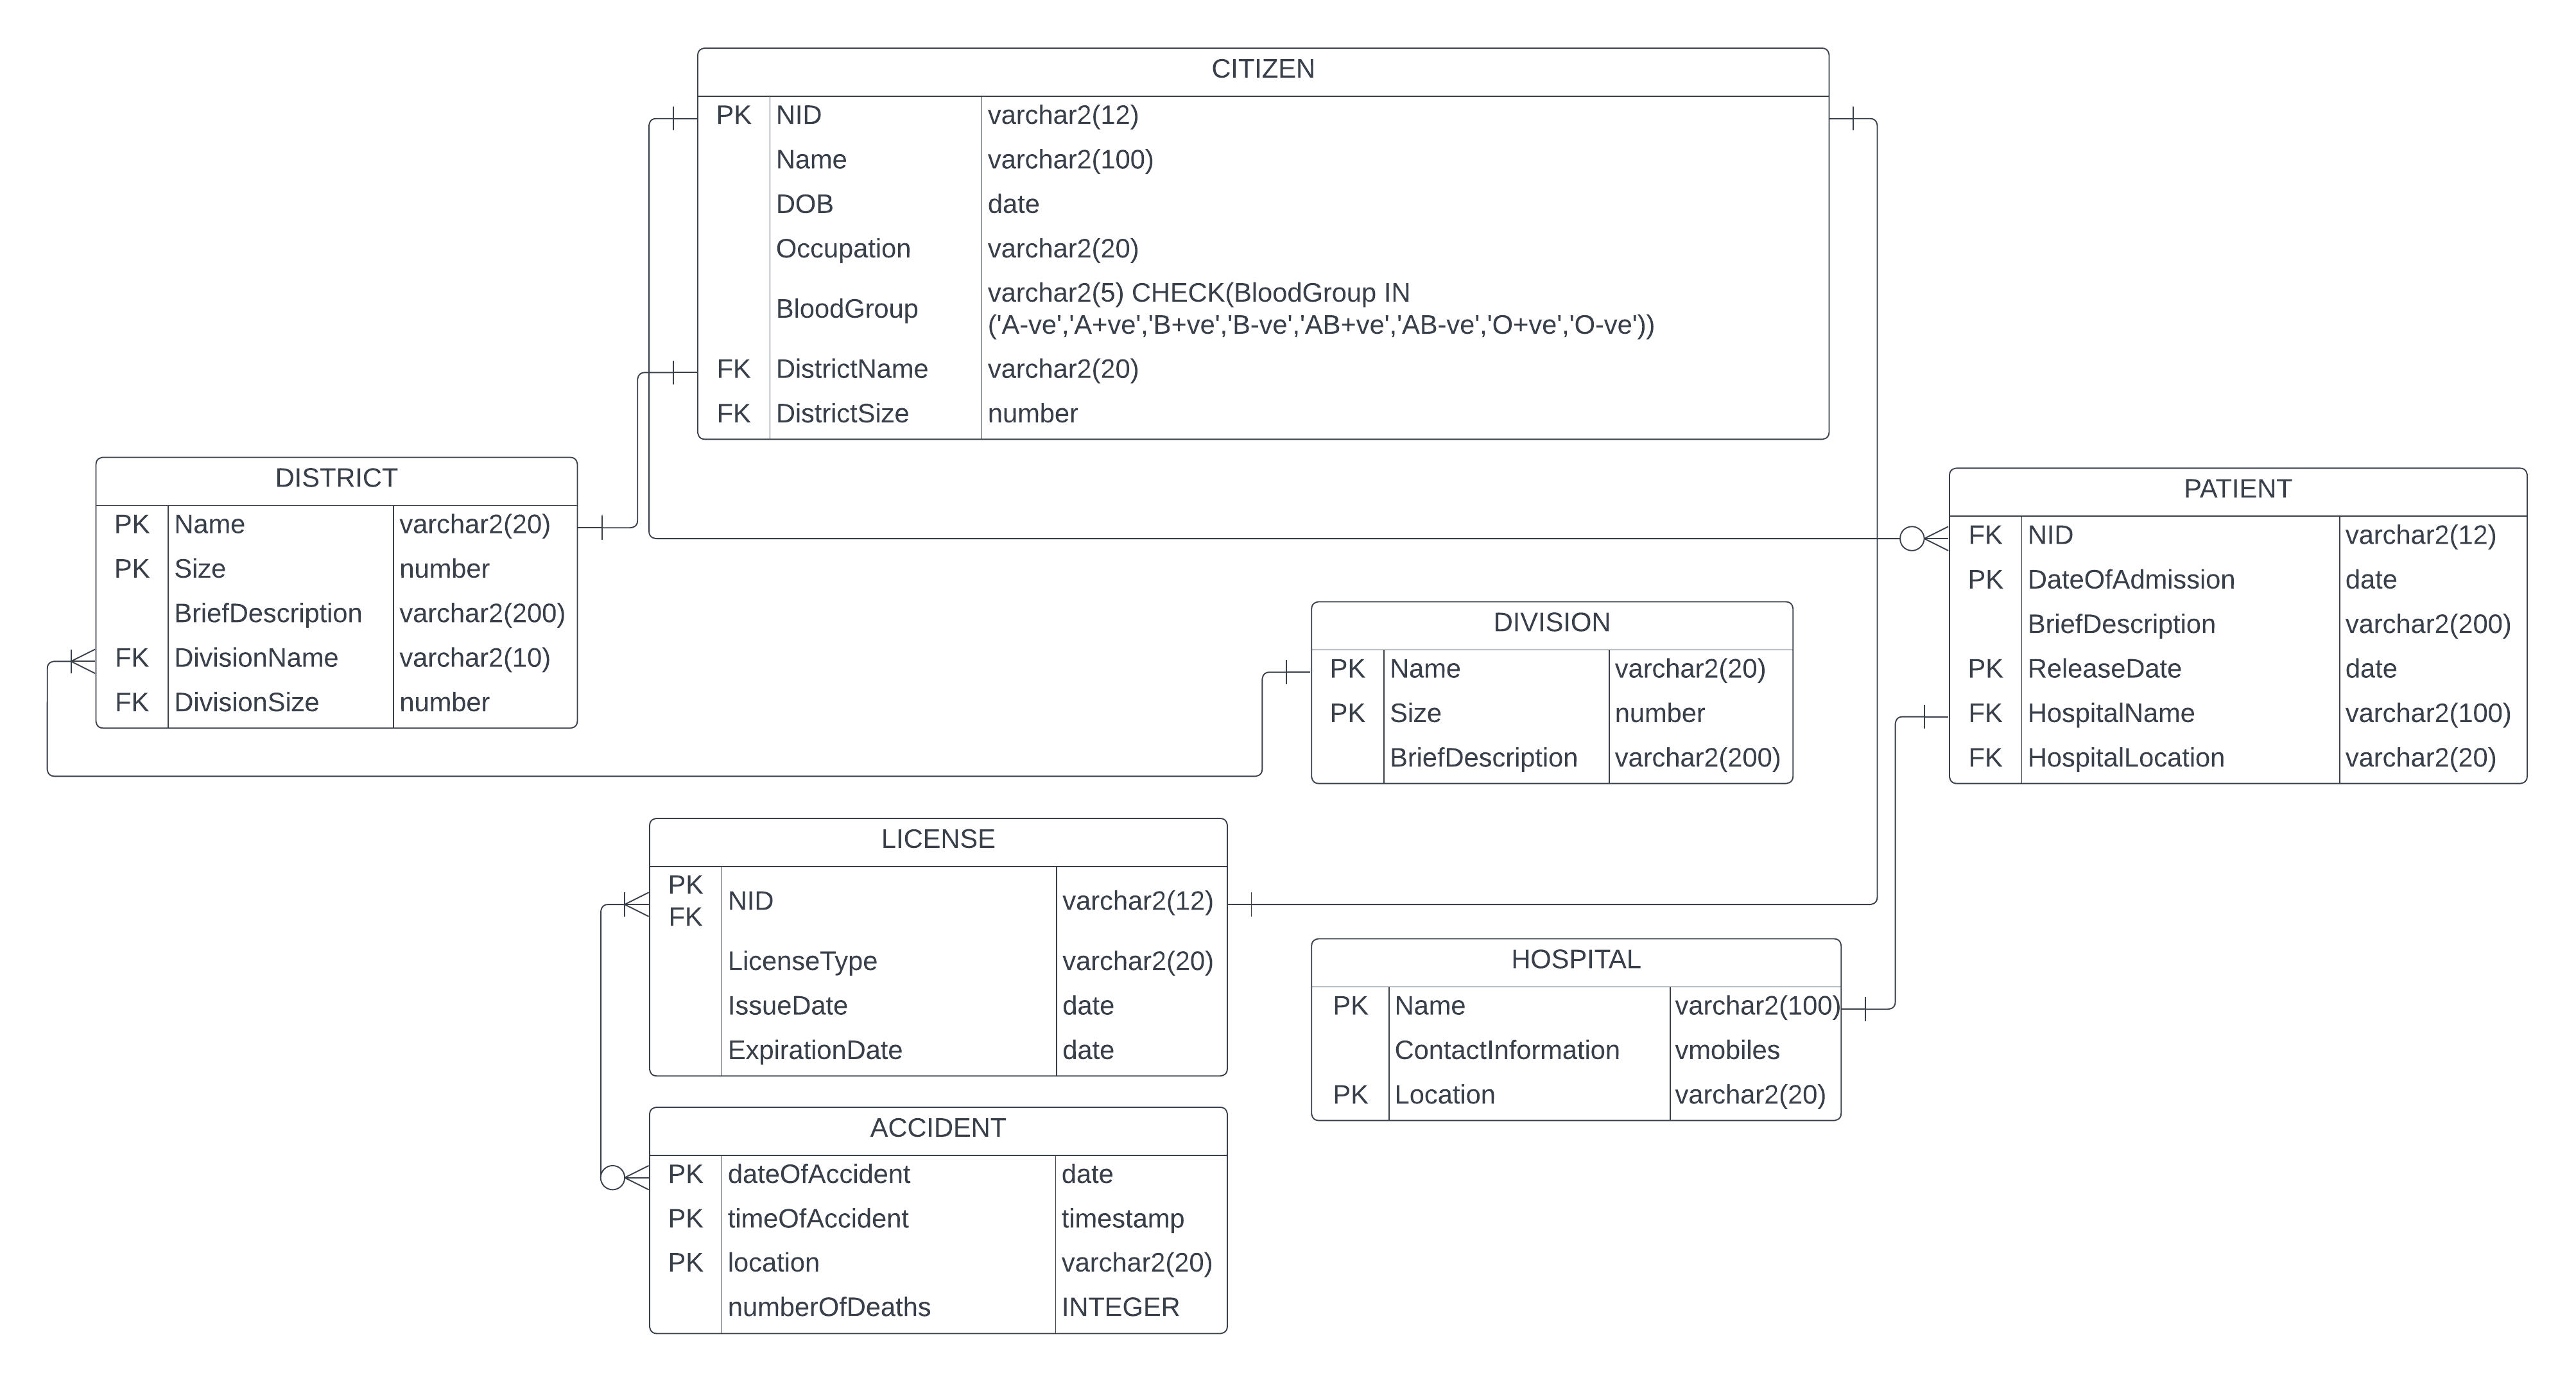 CITIZEN
PK NID varchar2(12)
Name varchar2(100)
DOB date
Occupation varchar2(20)
BloodGroup varchar2(5) CHECK(BloodGroup IN
('A-ve','A+ve','B+ve','B-ve','AB+ve','AB-ve','O+ve','O-ve'))
FK DistrictName varchar2(20)
FK DistrictSize number
DISTRICT
PK Name varchar2(20)
PK Size number
BriefDescription varchar2(200)
FK DivisionName varchar2(10)
FK DivisionSize number
PATIENT
FK NID varchar2(12)
PK DateOfAdmission date
BriefDescription varchar2(200)
PK ReleaseDate date
FK HospitalName varchar2(100)
FK HospitalLocation varchar2(20)
DIVISION
PK Name varchar2(20)
PK Size number
BriefDescription varchar2(200)
LICENSE
PK
FK NID varchar2(12)
LicenseType varchar2(20)
IssueDate date
ExpirationDate date
HOSPITAL
PK Name varchar2(100)
ContactInformation vmobiles
PK Location varchar2(20)
ACCIDENT
PK dateOfAccident date
PK timeOfAccident timestamp
PK location varchar2(20)
numberOfDeaths INTEGER